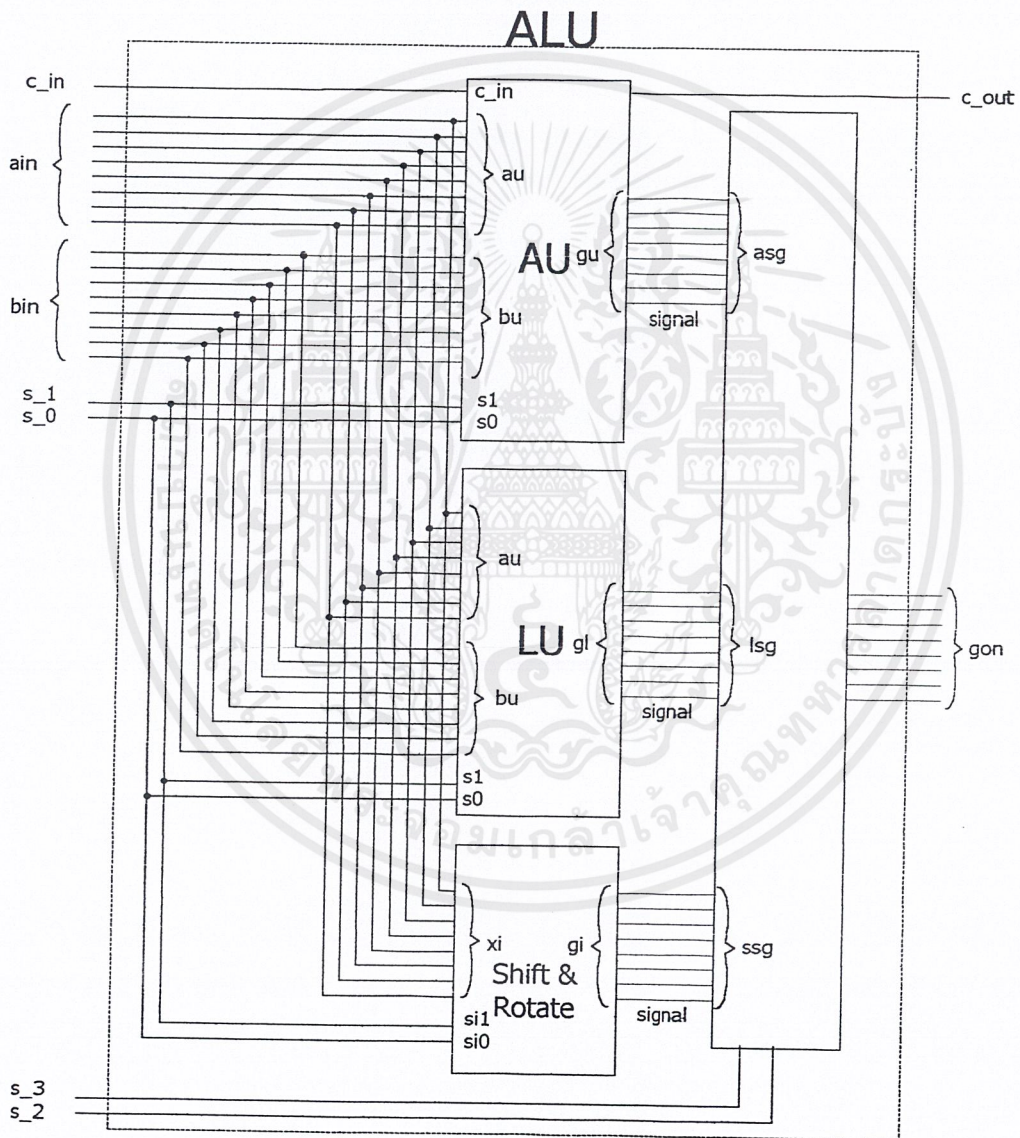 ALU
c_in
c_in
c_out
ain
au
AU
gu
asg
bin
bu
signal
s_1
s1
s_0
s0
au
LU
gl
lsg
gon
bu
signal
s1
s0
xi
gi
ssg
Shift &
Rotate
si1
signal
si0
s_3
s_2